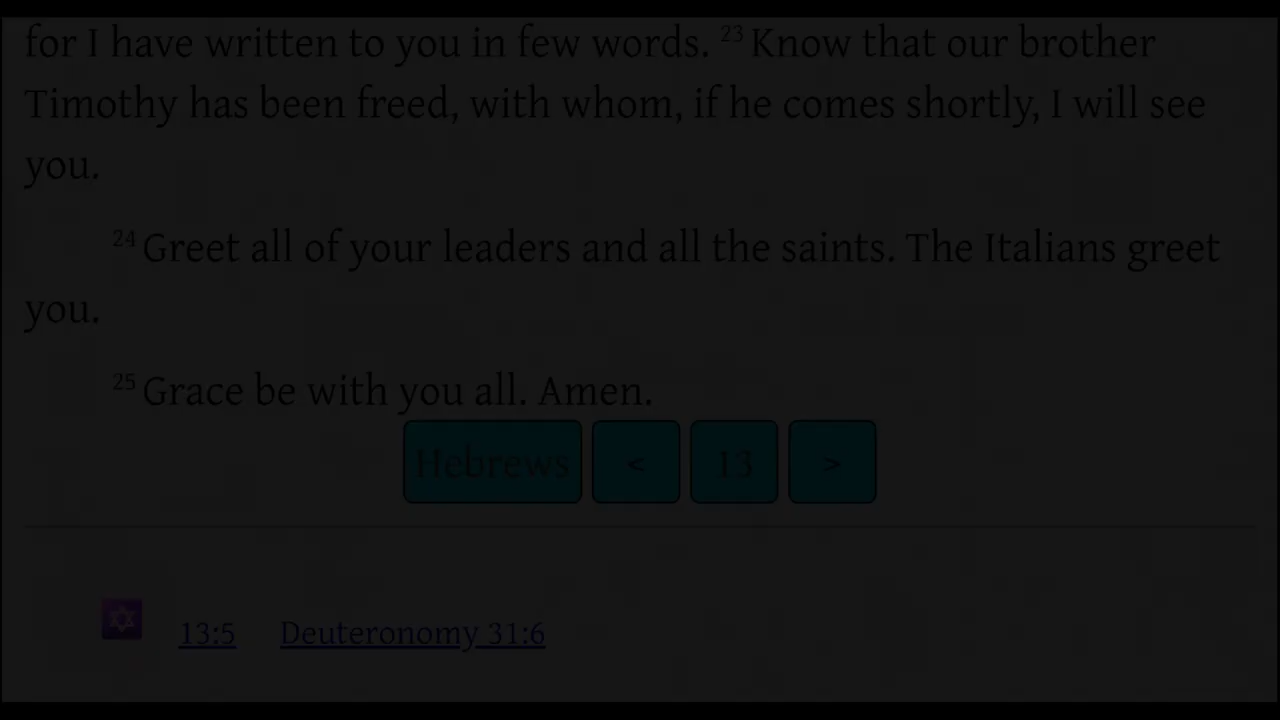 for I have written to you in few words. 23 Know that our brother
Timothy has been freed, with whom, if he comes shortly, I will see
you.
24 Greet all of your leaders and all the saints. The Italians greet
you.
25 Grace be with you all. Amen.
Hebrews < 13 >
13:5 Deuteronomy 31:6